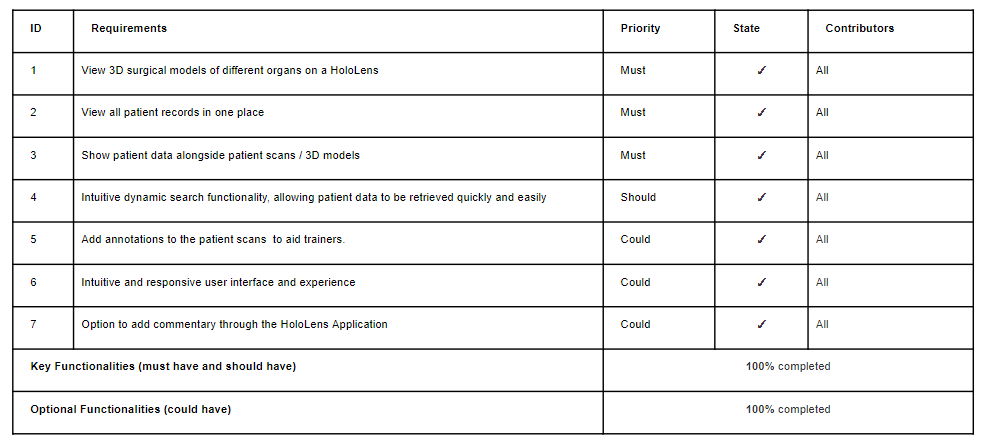 ID Requirements Priority State Contributors
1 View 3D surgical models of different organs on a HoloLens Must ✓ All
2 View all patient records in one place Must ✓ All
3 Show patient data alongside patient scans / 3D models Must ✓ All
4 Intuitive dynamic search functionality, allowing patient data to be retrieved quickly and easily Should ✓ All
5 Add annotations to the patient scans  to aid trainers. Could ✓ All
6 Intuitive and responsive user interface and experience Could ✓ All
7 Option to add commentary through the HoloLens Application Could ✓ All
Key Functionalities (must have and should have) 100% completed
Optional Functionalities (could have) 100% completed